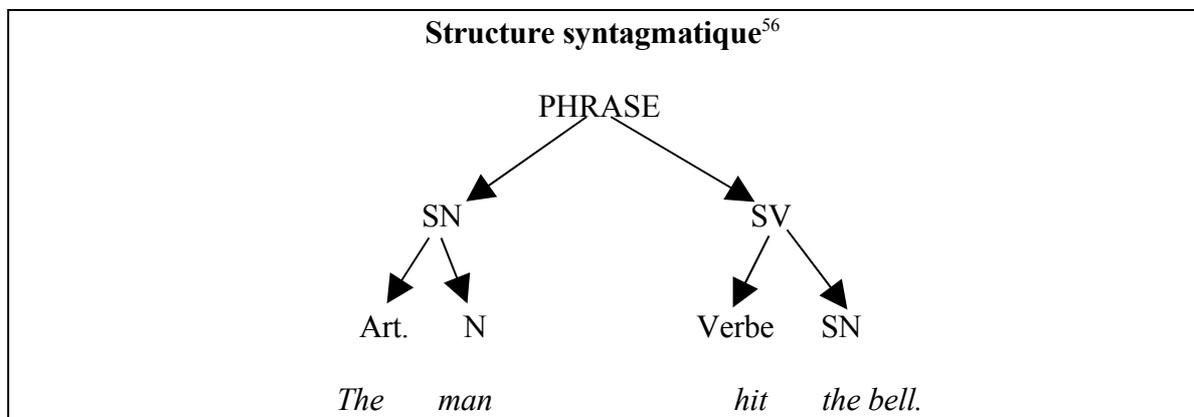 Structure syntagmatique56
PHRASE
SN SV
Art. N Verbe SN
The man hit the bell.